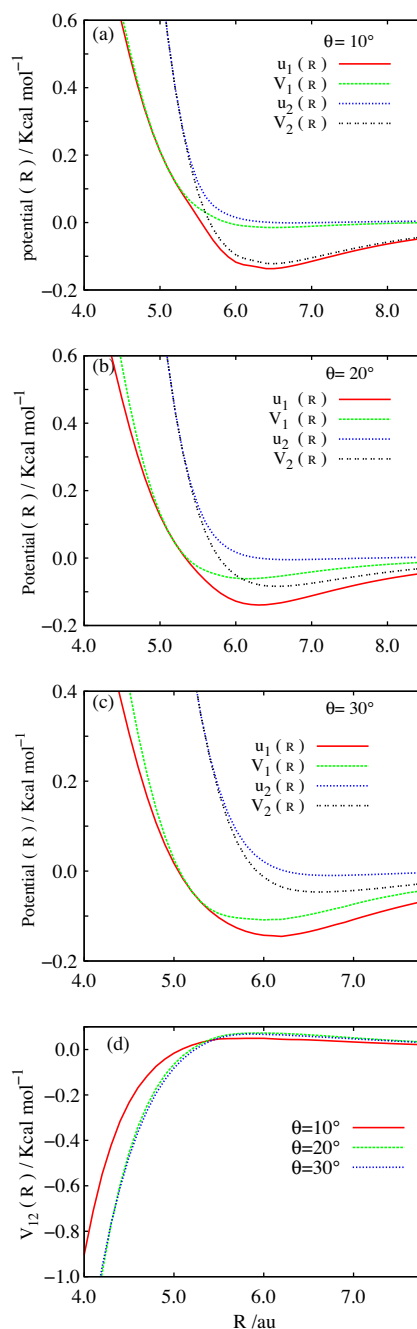 (a)
θ= 10°
u1(R)
V1(R)
u2(R)
V2(R)
0.6
0.4
0.2
0.0
−0.2
potential (R) / Kcal mol−1
4.0 5.0 6.0 7.0 8.0
(b)
θ= 20°
u1(R)
V1(R)
u2(R)
V2(R)
0.6
0.4
0.2
0.0
−0.2
Potential (R) / Kcal mol−1
4.0 5.0 6.0 7.0 8.0
(c)
θ= 30°
u1(R)
V1(R)
u2(R)
V2(R)
0.4
0.2
0.0
−0.2
Potential (R) / Kcal mol−1
4.0 5.0 6.0 7.0
(d)
θ=10°
θ=20°
θ=30°
0.0
−0.2
−0.4
−0.6
−0.8
−1.0
V12(R) / Kcal mol−1
4.0 5.0 6.0 7.0
R /au